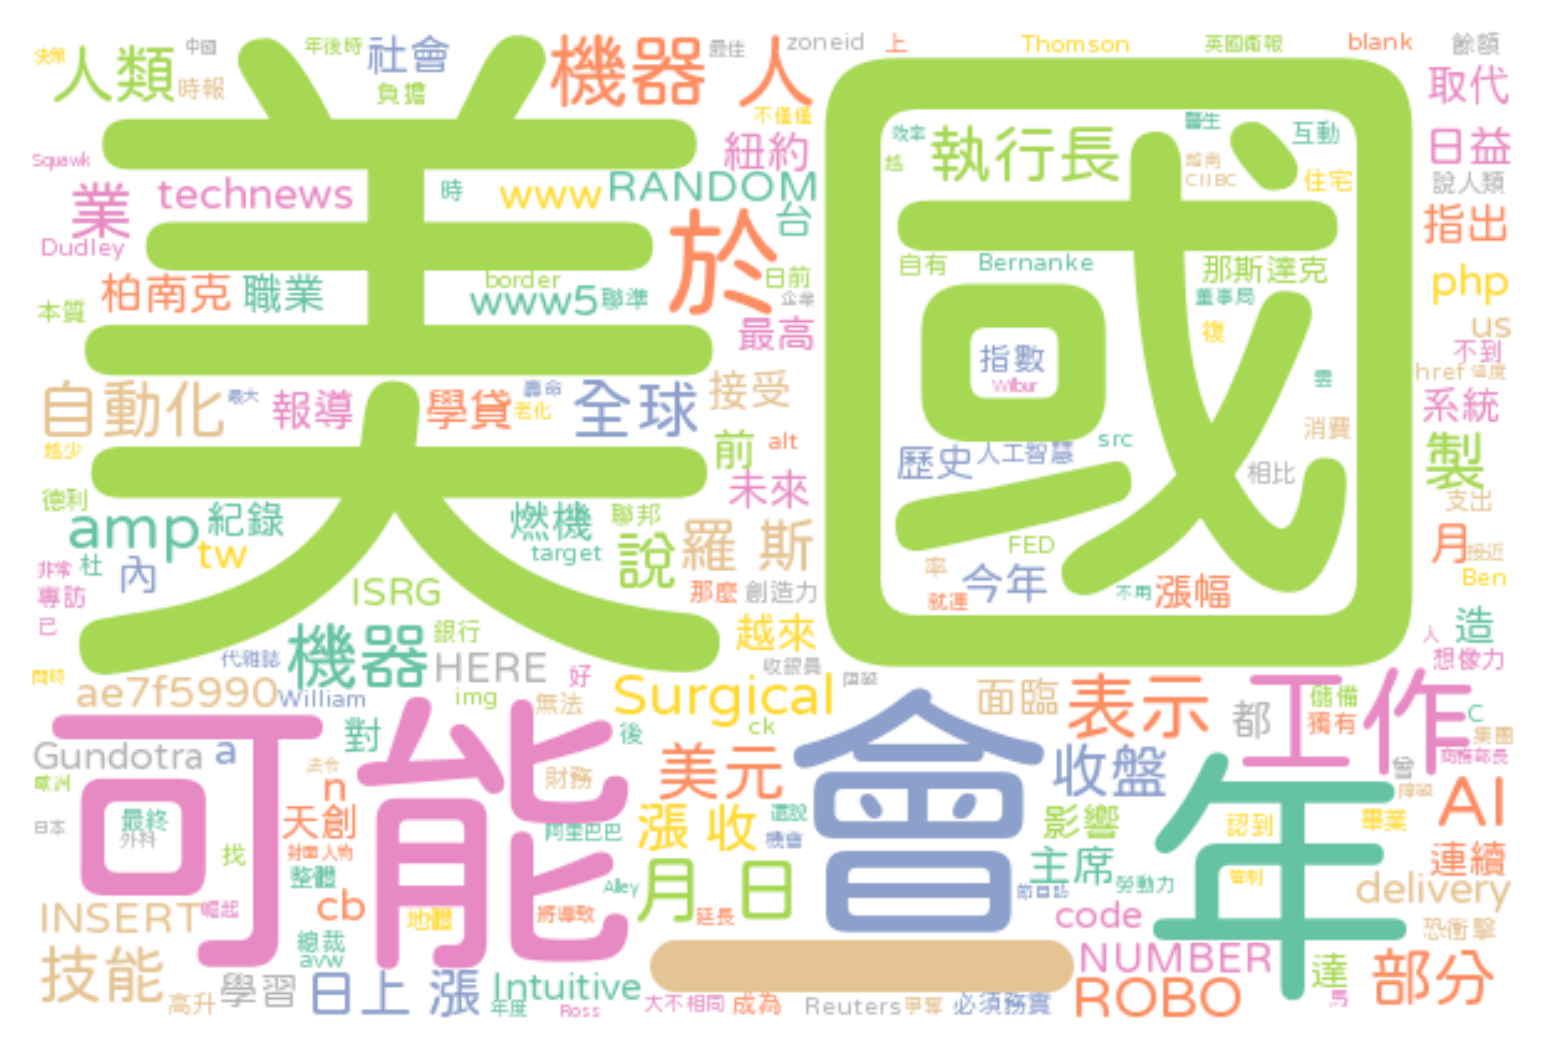 美國
可能
會
年
一
工作
於
人類
中國
決策
時報
年後時
社會
負擔
機器 人
最佳
zoneid
上
Thomson
英國衛報
blank
餘額
不僅僅
取代
Squawk
業
technews
時
www
RANDOM
紐約
台
效率
越
執行長
醫生
越南
CIIBC
互動
住宅
日益
說人類
指出
Dudley
柏南克
職業
border
www5
聯準
日前
企業
自有
Bernanke
那斯達克
董事局
php
us
本質
最高
指數
Wilbur
複
雲
不到
href
自動化
最大
報導
學貸
壽命
老化
全球
接受
系統
越少
前
alt
歷史
人工智慧
src
消費
相比
製
德利
未來
支出
amp
紀錄
燃機
聯邦
target
羅 斯
FED
月
接近
tw
非常
杜
內
說
率
今年
不用
漲幅
Ben
專訪
已
ISRG
那麼
創造力
就連
造
人
想像力
機器
銀行
越來
代雜誌
HERE
收銀員
同時
ae7f5990
William
img
好
無法
Surgical
面臨
表示
儲備
獨有
都
C
集團
商務部長
Gundotra
a
對
後
ck
美元
收盤
曾
障礙
歐洲
法令
n
財務
AI
日本
最終
外科
天創
封面人物
阿里巴巴
漲 收
還說
機會
影響
認到
畢業
找
整體
主席
勞動力
管制
連續
Alley
月 日
節目訪
delivery
INSERT
崛起
cb
地體
將導致
延長
code
恐衝擊
總裁
avw
NUMBER
技能
高升
學習
日上 漲
Intuitive
年度
Ross
大不相同
成為
Reuters
爭奪
必須務實
ROBO
達
馬
部分